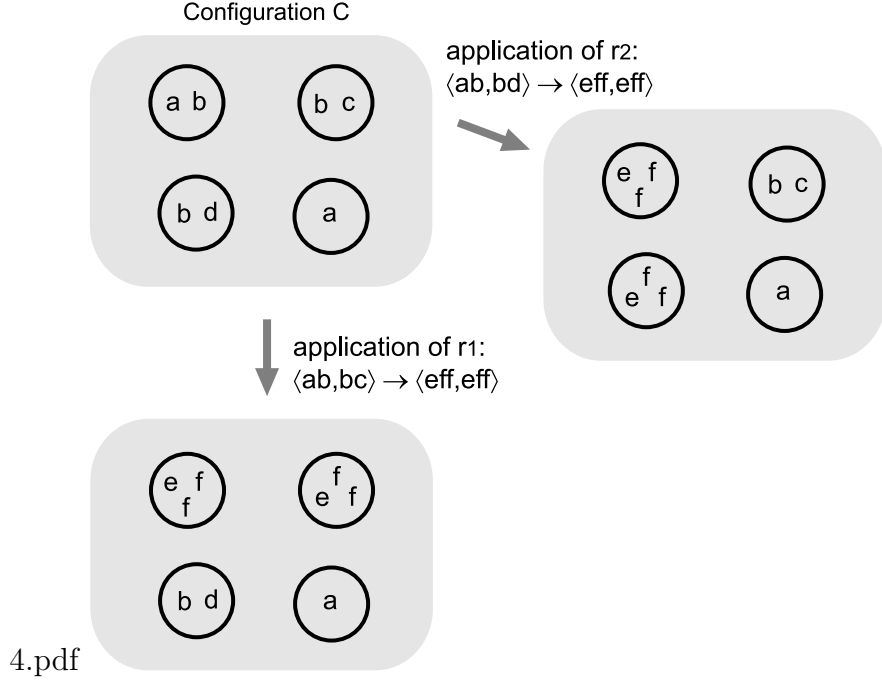 Configuration C
a b
b c
b d
a
application of r2:
⟨ab,bd⟩ → ⟨eff,eff⟩
e f
f
b c
f
e f
a
application of r1:
⟨ab,bc⟩ → ⟨eff,eff⟩
e f
f
f
e f
b d
a
4.pdf